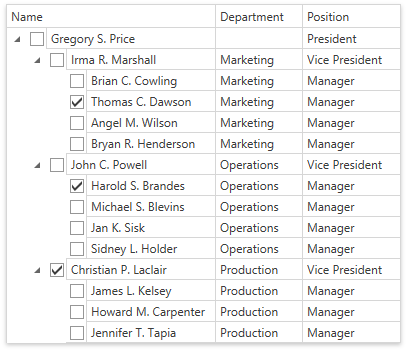 Name Department Position
Gregory S. Price President
Irma R. Marshall Marketing Vice President
Brian C. Cowling Marketing Manager
Thomas C. Dawson Marketing Manager
Angel M. Wilson Marketing Manager
Bryan R. Henderson Marketing Manager
John C. Powell Operations Vice President
Harold S. Brandes Operations Manager
Michael S. Blevins Operations Manager
Jan K. Sisk Operations Manager
Sidney L. Holder Operations Manager
Christian P. Laclair Production Vice President
James L. Kelsey Production Manager
Howard M. Carpenter Production Manager
Jennifer T. Tapia Production Manager